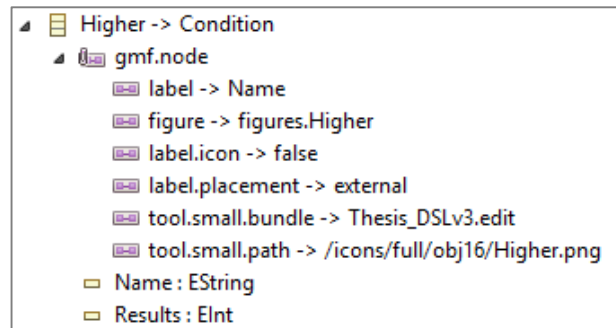 Higher -> Condition
gmf.node
label -> Name
figure -> figures.Higher
label.icon -> false
label.placement -> external
tool.small.bundle -> Thesis_DSLv3.edit
tool.small.path -> /icons/full/obj16/Higher.png
Name : EString
Results : EInt